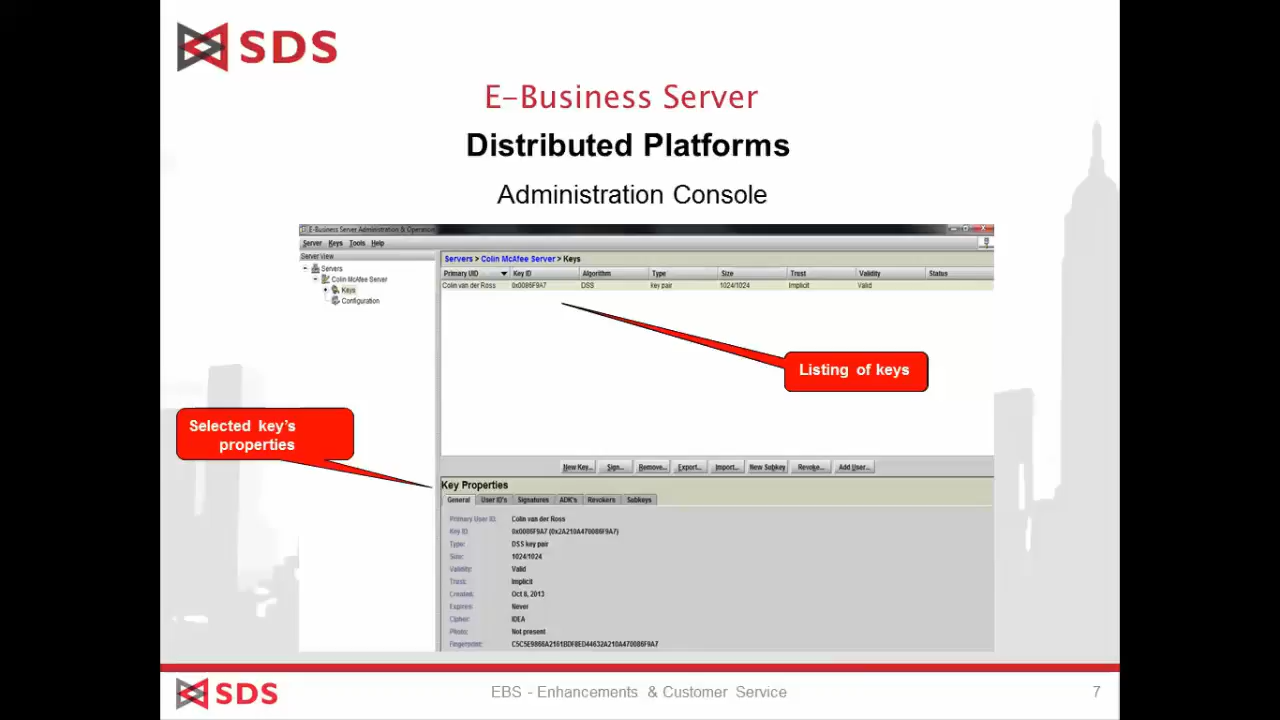 SDS
E-Business Server
Distributed Platforms
Administration Console
E-Business Server Administration & Operation
Server Keys Tools Help
Server View
Servers
Colin McAfee Server
Keys
Configuration
Servers > Colin McAfee Server > Keys
Primary UID Key ID Algorithm Type Size Trust Validity Status
Colin van der Ross 0x0086F9A7 DSS key pair 1024/1024 Implicit Valid
Listing of keys
Selected key's
properties
New Key... Sign... Remove... Export... Import... New Subkey Revoke... Add User...
Key Properties
General User ID's Signatures ADK's Revokers Subkeys
Primary User ID: Colin van der Ross
Key ID: 0x0086F9A7 (0x2A210A470086F9A7)
Type: DSS key pair
Size: 1024/1024
Validity: Valid
Trust: Implicit
Created: Oct 8, 2013
Expires: Never
Cipher: IDEA
Photo: Not present
Fingerprint:
SDS
EBS - Enhancements & Customer Service
7